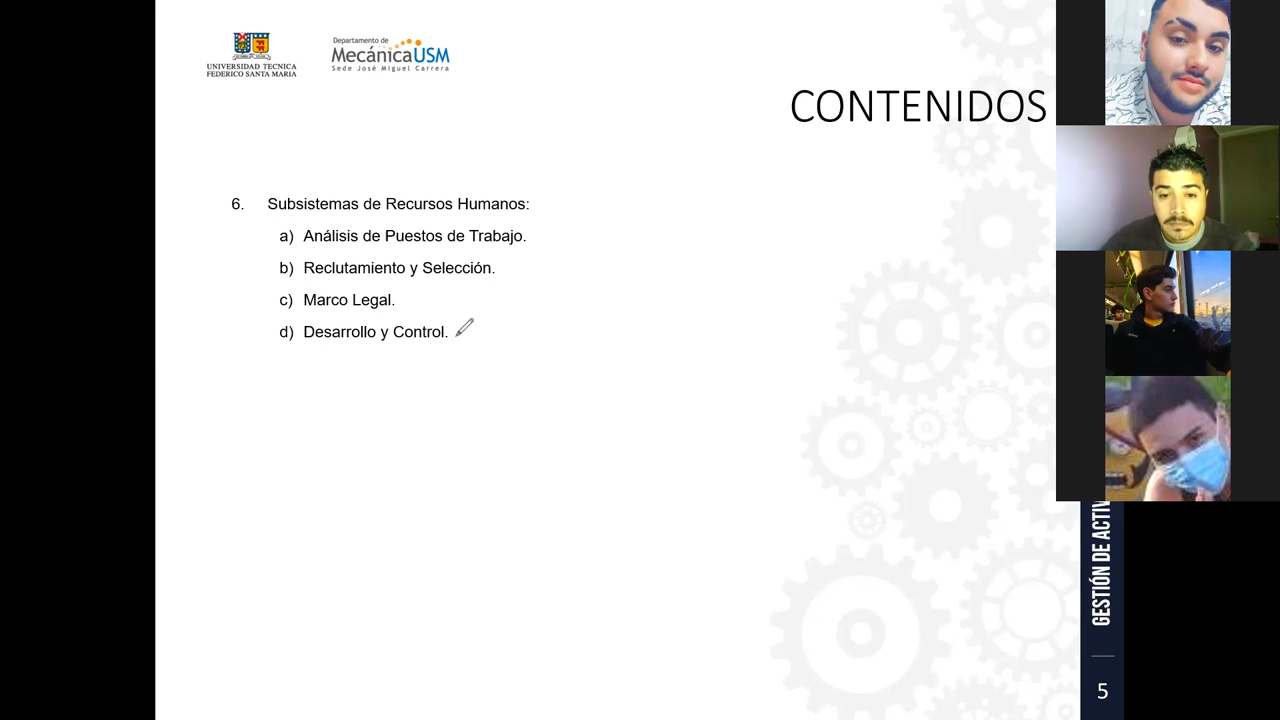 UNIVERSIDAD TECNICA
FEDERICO SANTA MARIA
Departamento de
MecánicaUSM
Sede José Miguel Carrera
CONTENIDOS
6. Subsistemas de Recursos Humanos:
a) Análisis de Puestos de Trabajo.
b) Reclutamiento y Selección.
c) Marco Legal.
d) Desarrollo y Control.
GESTIÓN DE ACTIV
5